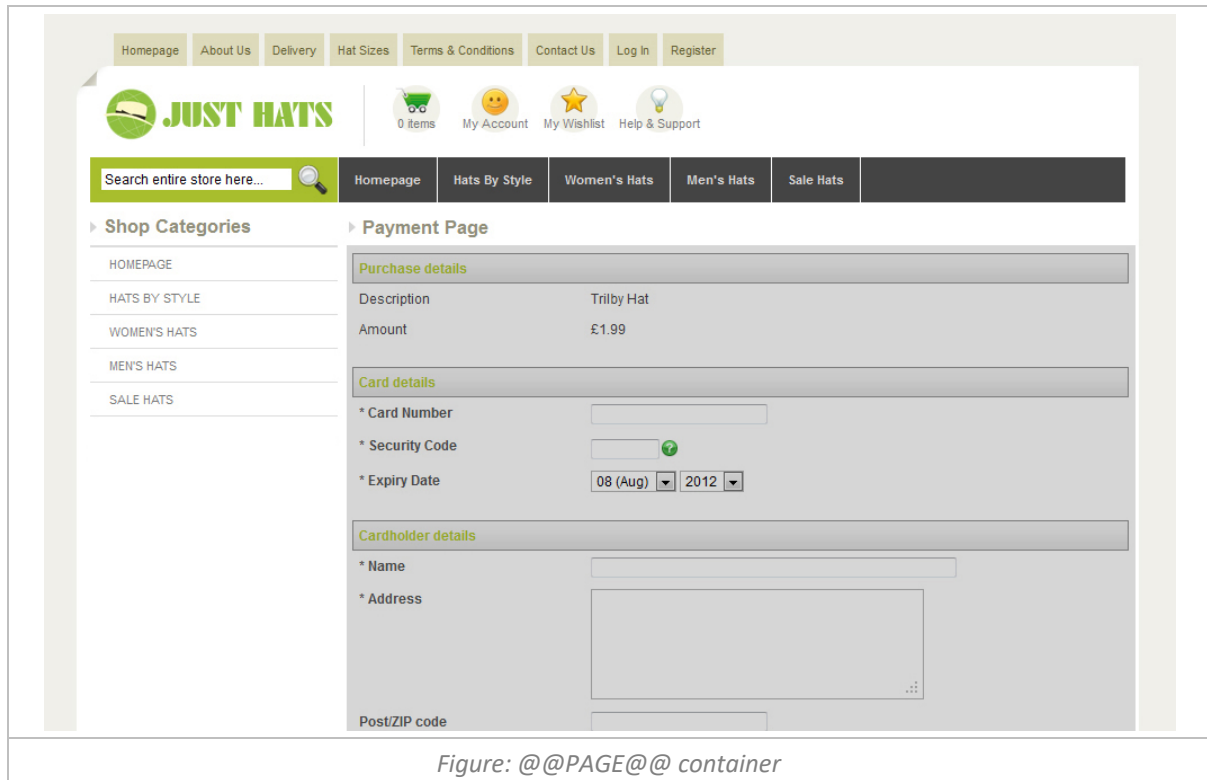 Homepage About Us Delivery Hat Sizes Terms & Conditions Contact Us Log In Register
JUST HATS
0 items My Account My Wishlist Help & Support
Search entire store here... Homepage Hats By Style Women's Hats Men's Hats Sale Hats
Shop Categories
HOMEPAGE
HATS BY STYLE
WOMEN'S HATS
MEN'S HATS
SALE HATS
Payment Page
Purchase details
Description Trilby Hat
Amount £1.99
Card details
* Card Number
* Security Code ?
* Expiry Date 08 (Aug) 2012
Cardholder details
* Name
* Address
Post/ZIP code
Figure: @@PAGE@@ container